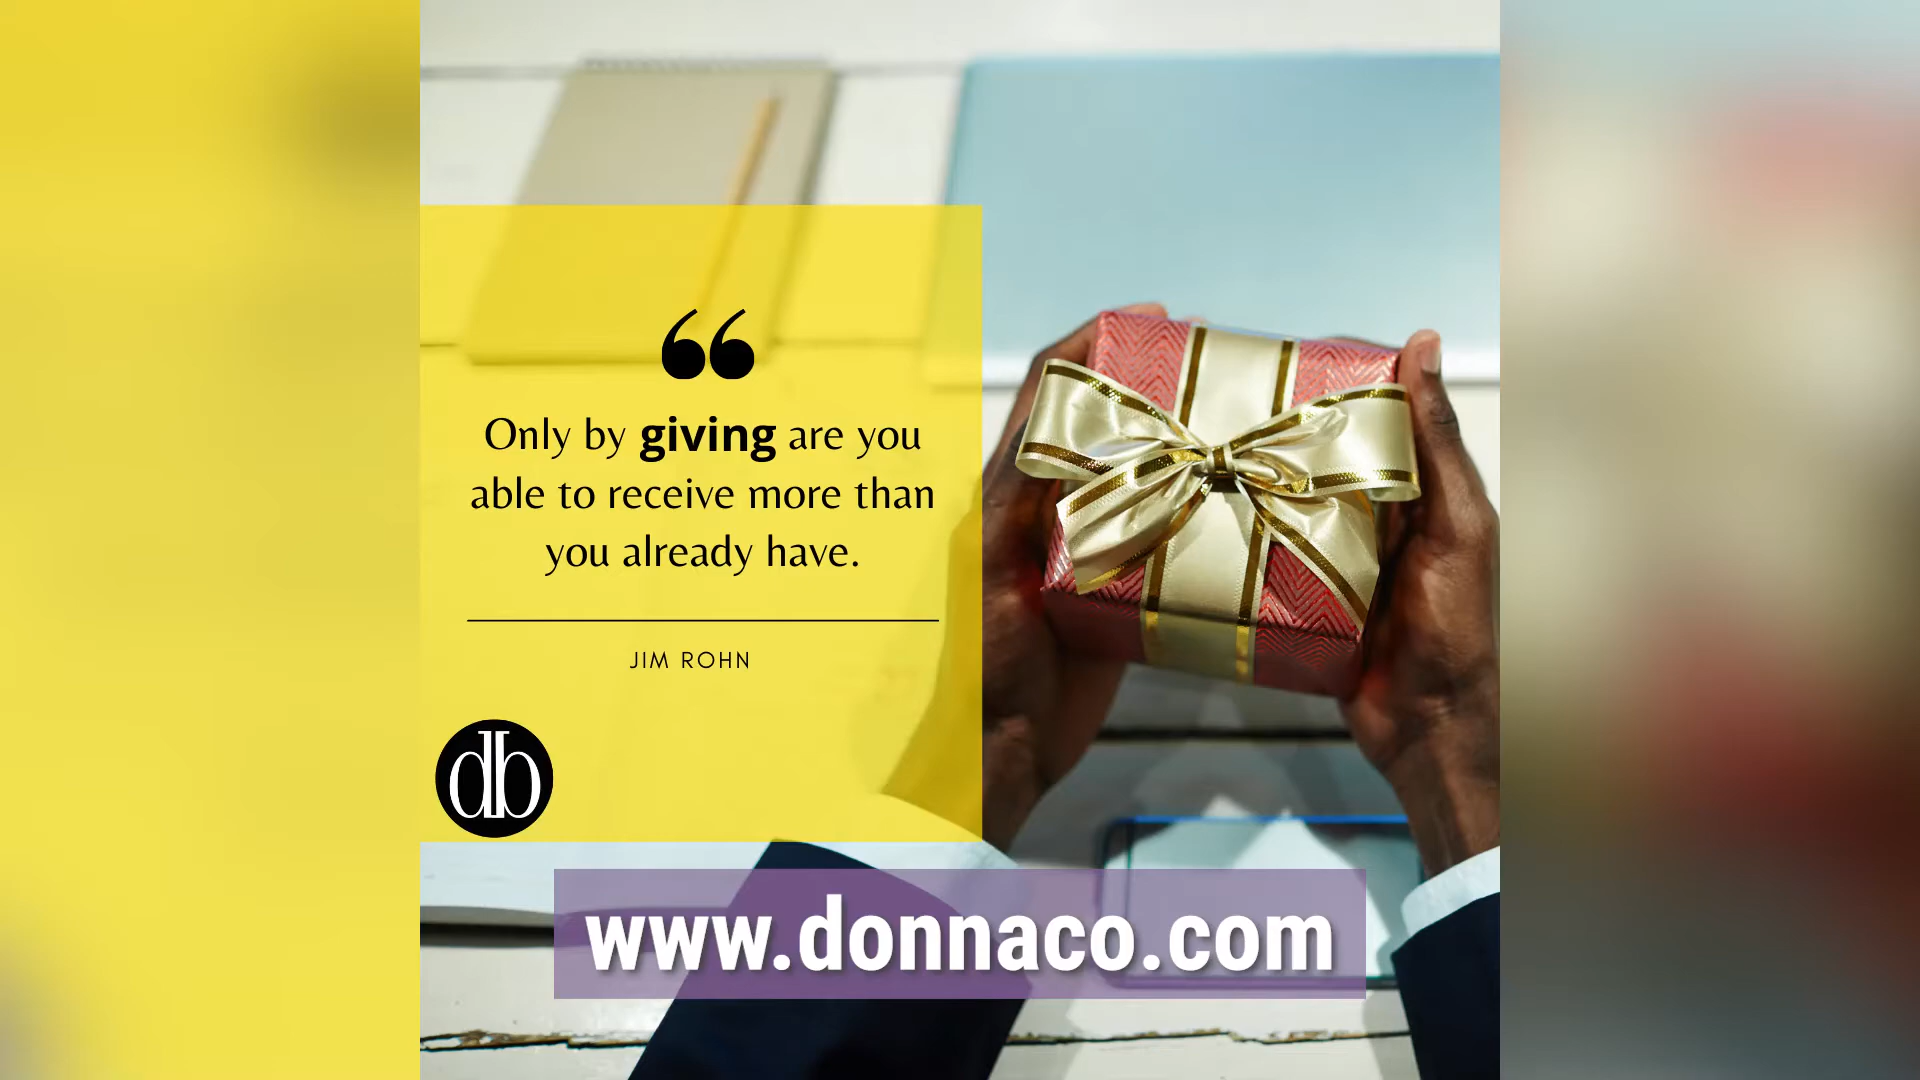 “
Only by giving are you
able to receive more than
you already have.
JIM ROHN
db
www.donnaco.com